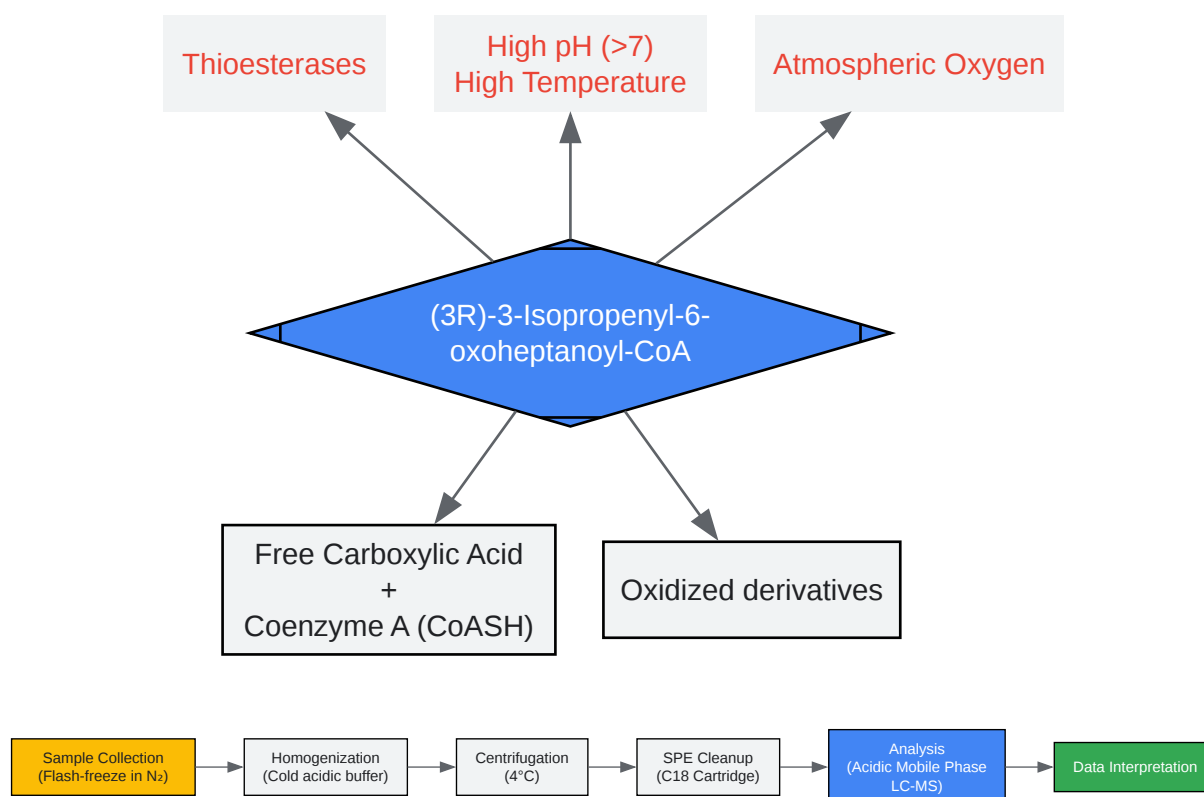 Thioesterases
High pH (>7)
High Temperature
Atmospheric Oxygen
(3R)-3-Isopropenyl-6-
oxoheptanoyl-CoA
Free Carboxylic Acid
+
Coenzyme A (CoASH)
Oxidized derivatives
Sample Collection
(Flash-freeze in N₂)
Homogenization
(Cold acidic buffer)
Centrifugation
(4°C)
SPE Cleanup
(C18 Cartridge)
Analysis
(Acidic Mobile Phase
LC-MS)
Data Interpretation